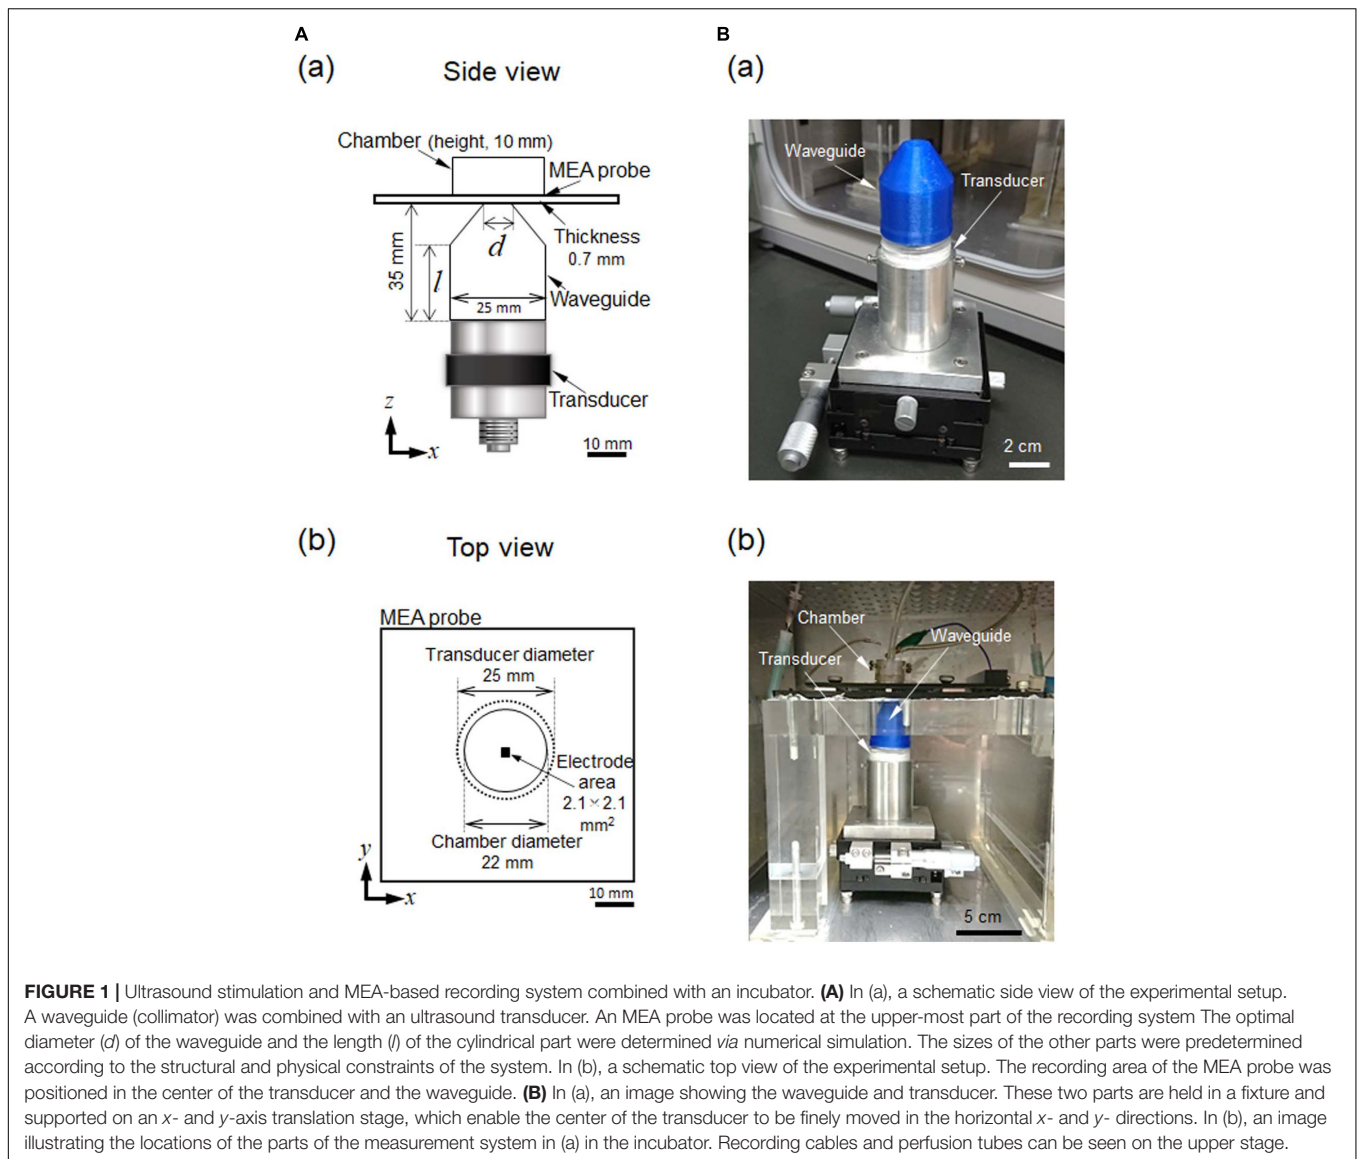 A
(a)
Side view
Chamber (height, 10 mm)
MEA probe
Thickness
0.7 mm
35 mm
l
d
Waveguide
25 mm
Transducer
z
x
10 mm
(b)
Top view
MEA probe
Transducer diameter
25 mm
Electrode
area
2.1×2.1
mm²
Chamber diameter
22 mm
y
x
10 mm
B
(a)
Waveguide
Transducer
2 cm
(b)
Chamber
Waveguide
Transducer
5 cm
FIGURE 1 | Ultrasound stimulation and MEA-based recording system combined with an incubator. (A) In (a), a schematic side view of the experimental setup.
A waveguide (collimator) was combined with an ultrasound transducer. An MEA probe was located at the upper-most part of the recording system The optimal
diameter (d) of the waveguide and the length (l) of the cylindrical part were determined via numerical simulation. The sizes of the other parts were predetermined
according to the structural and physical constraints of the system. In (b), a schematic top view of the experimental setup. The recording area of the MEA probe was
positioned in the center of the transducer and the waveguide. (B) In (a), an image showing the waveguide and transducer. These two parts are held in a fixture and
supported on an x- and y-axis translation stage, which enable the center of the transducer to be finely moved in the horizontal x- and y- directions. In (b), an image
illustrating the locations of the parts of the measurement system in (a) in the incubator. Recording cables and perfusion tubes can be seen on the upper stage.